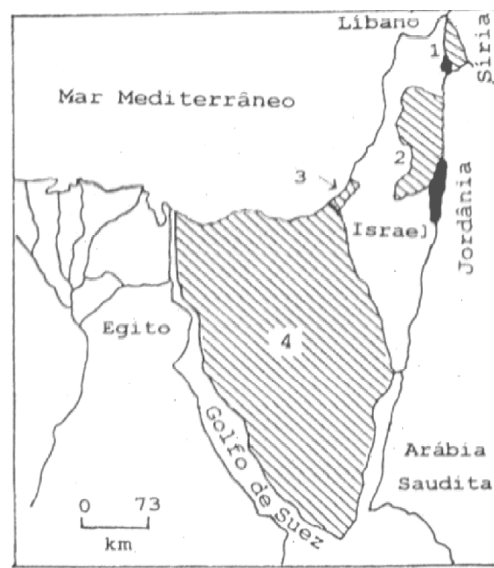 Líbano
1
Síria
Mar Mediterrâneo
2
3
Israel
Jordânia
Egito
4
Golfo de Suez
Arábia
Saudita
0 73
km